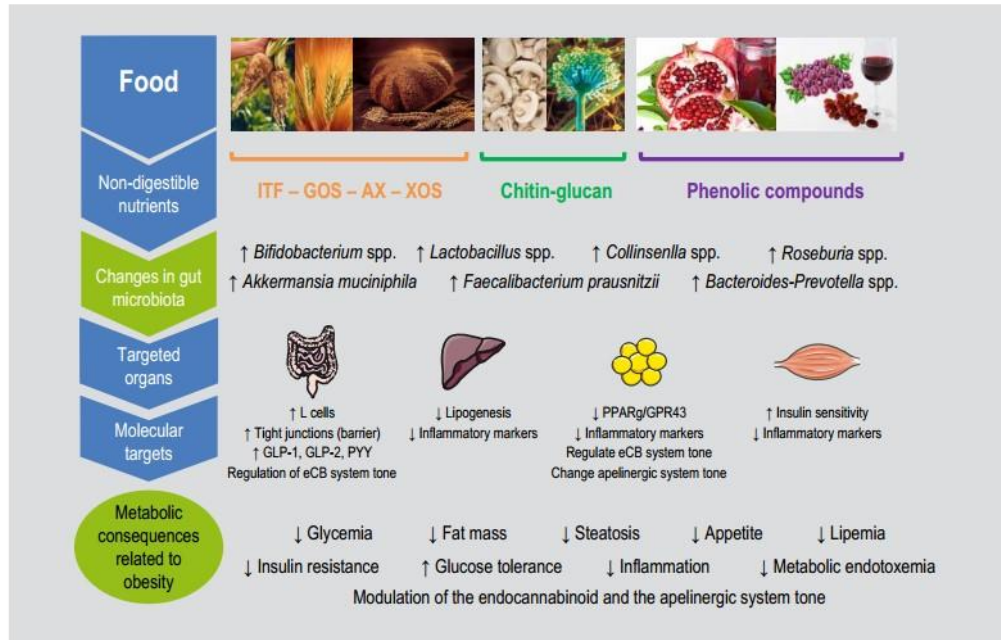 Food
Non-digestible
nutrients
ITF – GOS – AX – XOS
Chitin-glucan
Phenolic compounds
Changes in gut
microbiota
↑ Bifidobacterium spp. ↑ Lactobacillus spp. ↑ Collinsenlla spp. ↑ Roseburia spp.
↑ Akkermansia muciniphila ↑ Faecalibacterium prausnitzii ↑ Bacteroides-Prevotella spp.
Targeted
organs
Molecular
targets
↑ L cells
↑ Tight junctions (barrier)
↑ GLP-1, GLP-2, PYY
Regulation of eCB system tone
↓ Lipogenesis
↓ Inflammatory markers
↓ PPARg/GPR43
↓ Inflammatory markers
Regulate eCB system tone
Change apelinergic system tone
↑ Insulin sensitivity
↓ Inflammatory markers
Metabolic
consequences
related to
obesity
↓ Glycemia ↓ Fat mass ↓ Steatosis ↓ Appetite ↓ Lipemia
↓ Insulin resistance ↑ Glucose tolerance ↓ Inflammation ↓ Metabolic endotoxemia
Modulation of the endocannabinoid and the apelinergic system tone